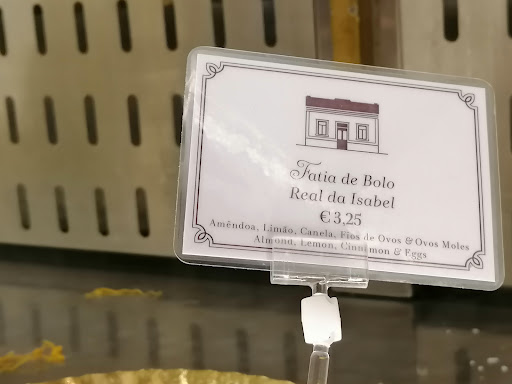 Fatia de Bolo
Real da Isabel
€3,25
Amêndoa, Limão, Canela, Fios de Ovos & Ovos Moles
Almond, Lemon, Cinnamon & Eggs